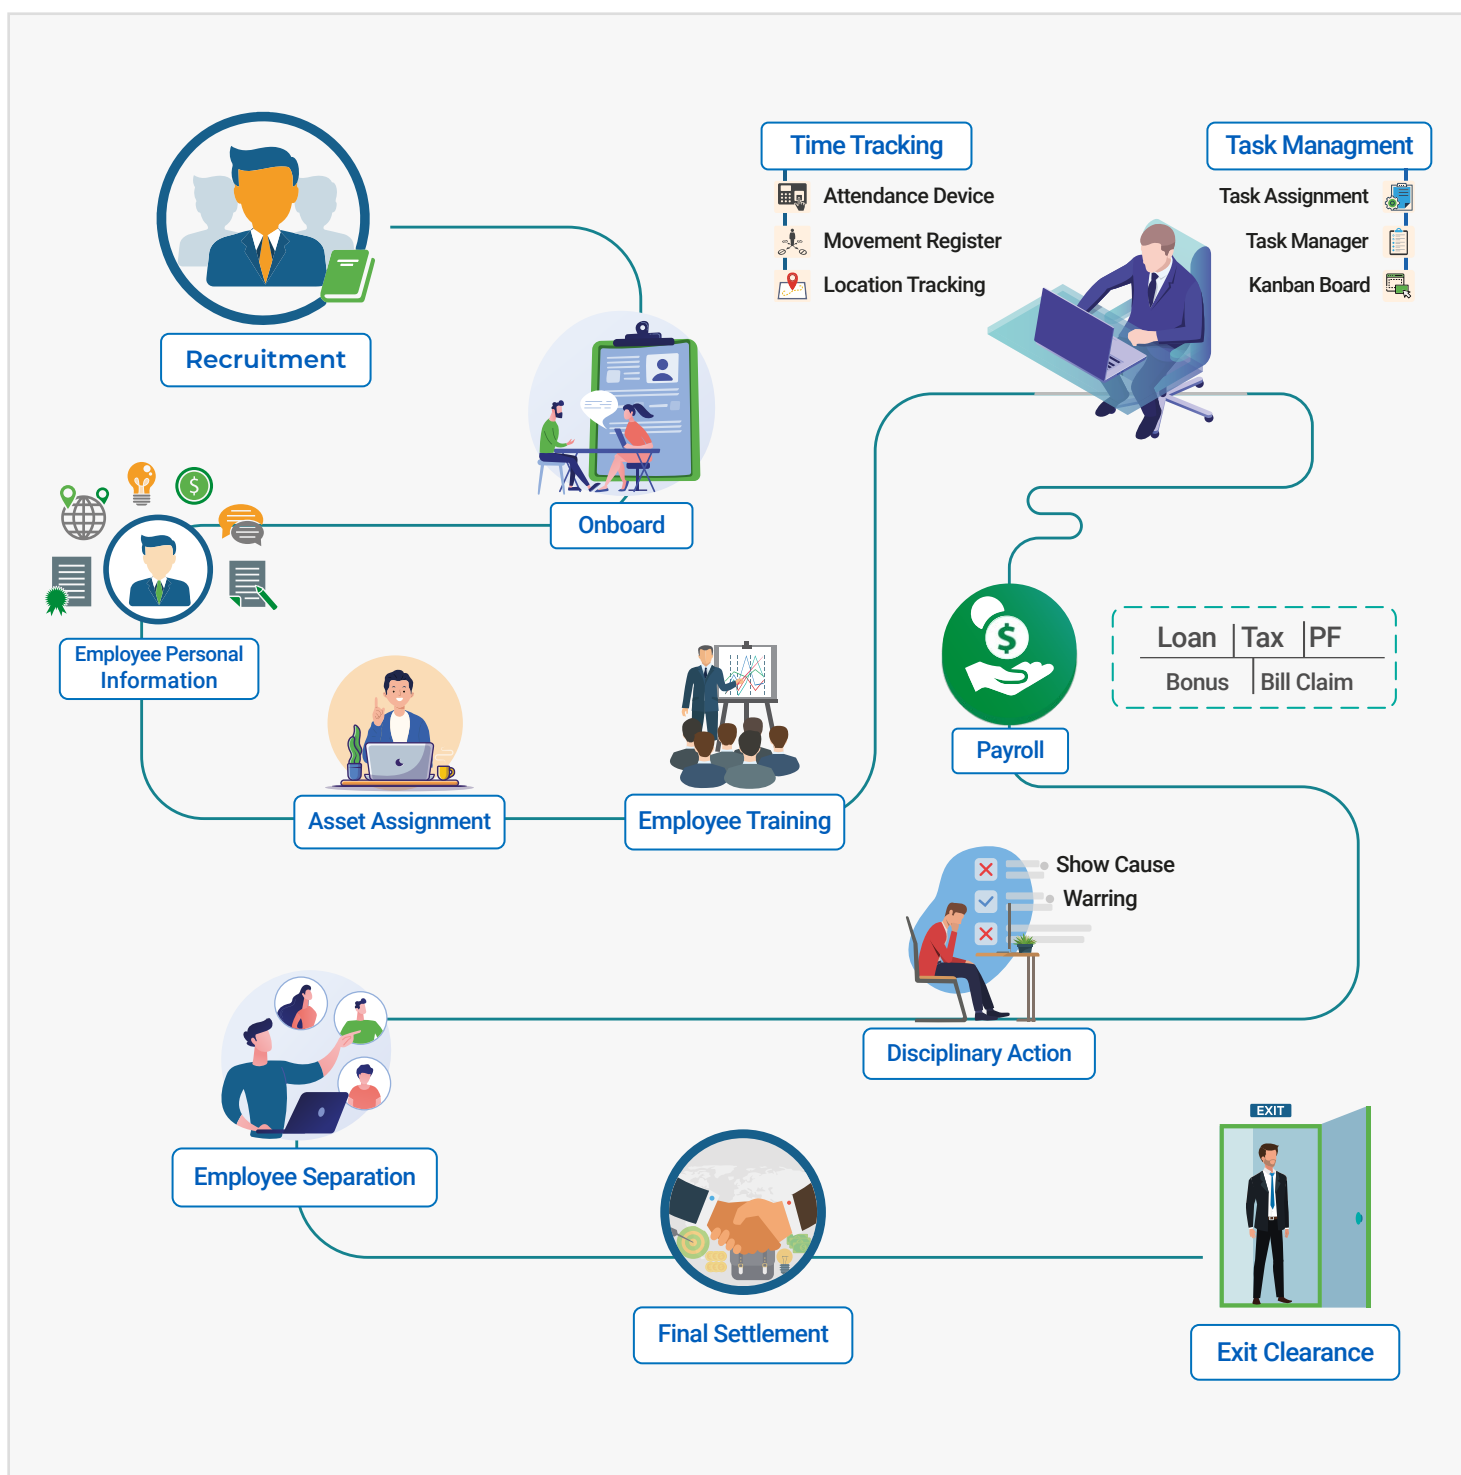 Recruitment
Time Tracking
Attendance Device
Movement Register
Location Tracking
Task Managment
Task Assignment
Task Manager
Kanban Board
Onboard
$
Employee Personal
Information
Asset Assignment
Employee Training
$
Payroll
Loan Tax PF
Bonus Bill Claim
Show Cause
Warring
Disciplinary Action
Employee Separation
Final Settlement
EXIT
Exit Clearance